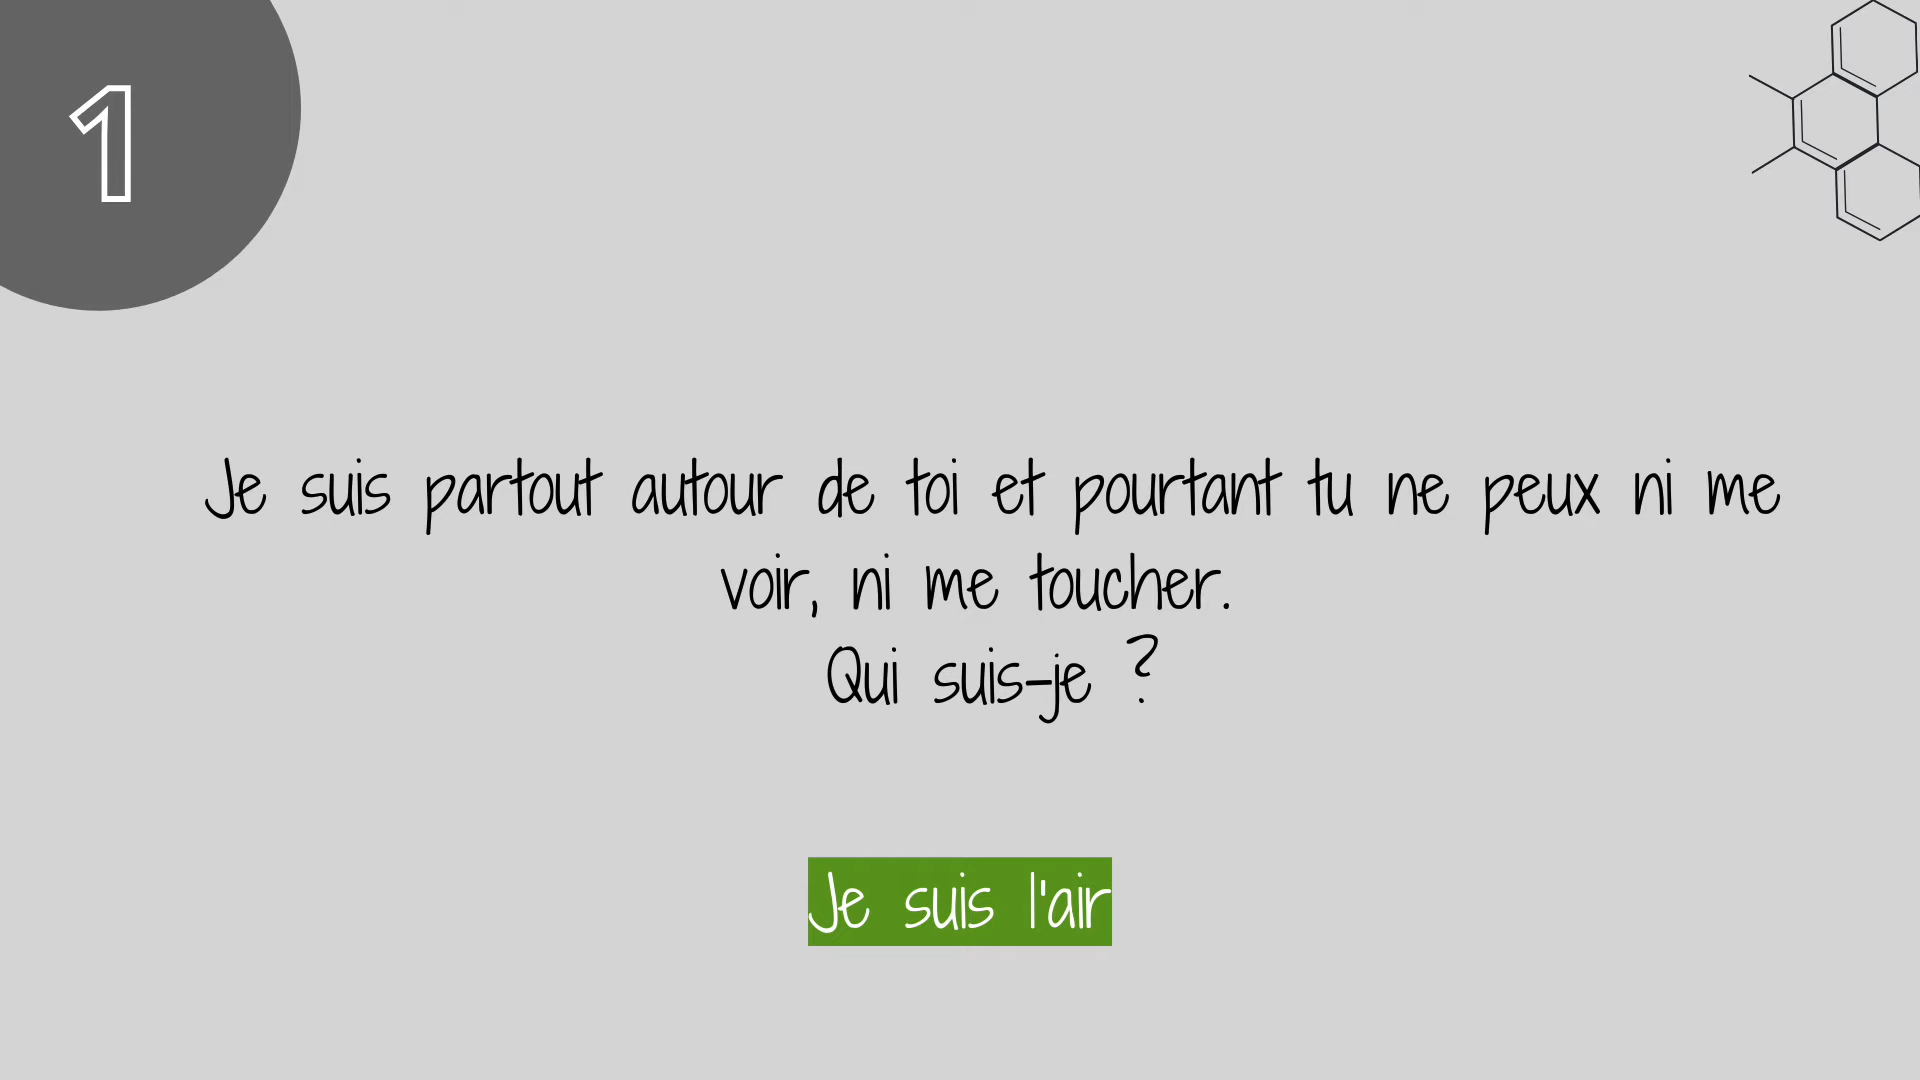 1
Je suis partout autour de toi et pourtant tu ne peux ni me
voir, ni me toucher.
Qui suis-je ?
Je suis l'air